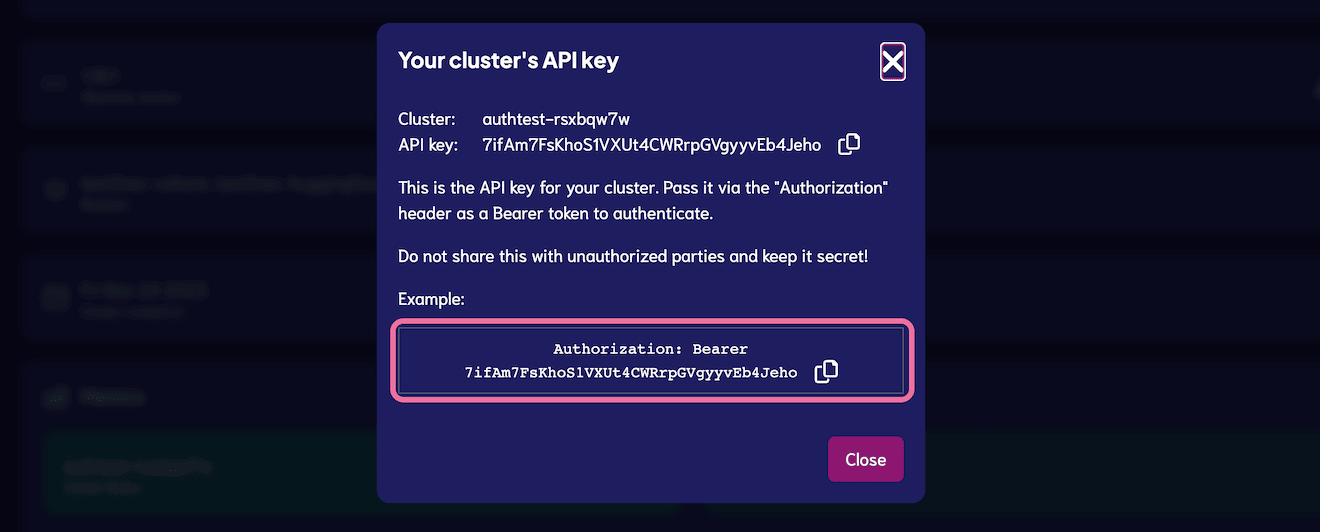 Your cluster's API key
Cluster: authtest-rsxbqw7w
API key: 7ifAm7FsKhoS1VXUt4CWRrpGVgyyvEb4Jeho
This is the API key for your cluster. Pass it via the "Authorization"
header as a Bearer token to authenticate.
Do not share this with unauthorized parties and keep it secret!
Example:
Authorization: Bearer
7ifAm7FsKhoS1VXUt4CWRrpGVgyyvEb4Jeho
Close